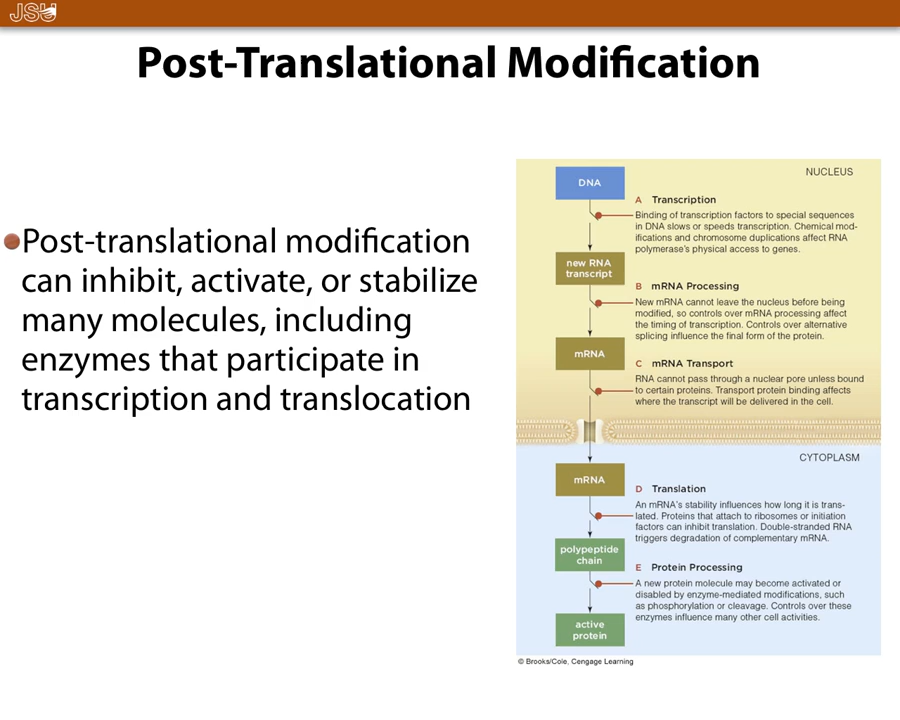 JSU
Post-Translational Modification
Post-translational modification
can inhibit, activate, or stabilize
many molecules, including
enzymes that participate in
transcription and translocation
NUCLEUS
DNA
A Transcription
Binding of transcription factors to special sequences
in DNA slows or speeds transcription. Chemical mod-
ifications and chromosome duplications affect RNA
polymerase's physical access to genes.
new RNA
transcript
B mRNA Processing
New mRNA cannot leave the nucleus before being
modified, so controls over mRNA processing affect
the timing of transcription. Controls over alternative
splicing influence the final form of the protein.
mRNA
C mRNA Transport
RNA cannot pass through a nuclear pore unless bound
to certain proteins. Transport protein binding affects
where the transcript will be delivered in the cell.
CYTOPLASM
mRNA
D Translation
An mRNA's stability influences how long it is trans-
lated. Proteins that attach to ribosomes or initiation
factors can inhibit translation. Double-stranded RNA
triggers degradation of complementary mRNA.
polypeptide
chain
E Protein Processing
A new protein molecule may become activated or
disabled by enzyme-mediated modifications, such
as phosphorylation or cleavage. Controls over these
enzymes influence many other cell activities.
active
protein
© Brooks/Cole, Cengage Learning